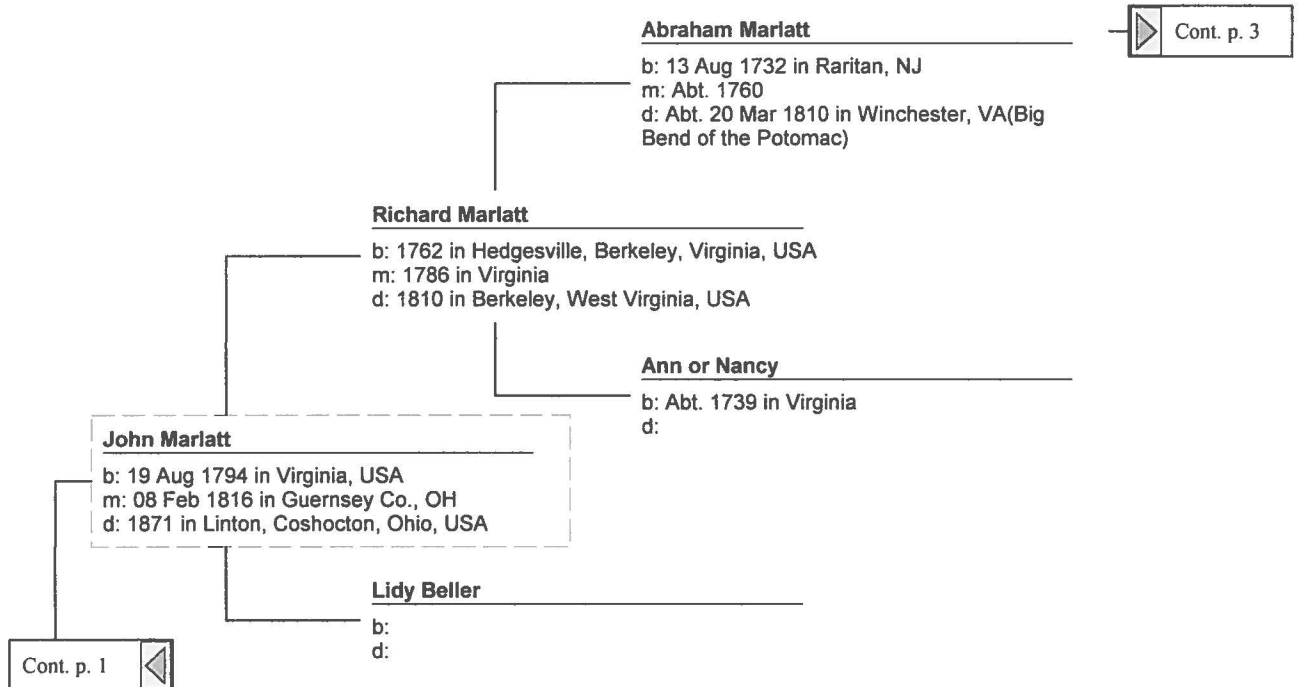 Abraham Marlatt
Cont. p. 3
b: 13 Aug 1732 in Raritan, NJ
m: Abt. 1760
d: Abt. 20 Mar 1810 in Winchester, VA(Big
Bend of the Potomac)
Richard Marlatt
b: 1762 in Hedgesville, Berkeley, Virginia, USA
m: 1786 in Virginia
d: 1810 in Berkeley, West Virginia, USA
Ann or Nancy
b: Abt. 1739 in Virginia
d:
John Marlatt
b: 19 Aug 1794 in Virginia, USA
m: 08 Feb 1816 in Guernsey Co., OH
d: 1871 in Linton, Coshocton, Ohio, USA
Lidy Beller
b:
d:
Cont. p. 1